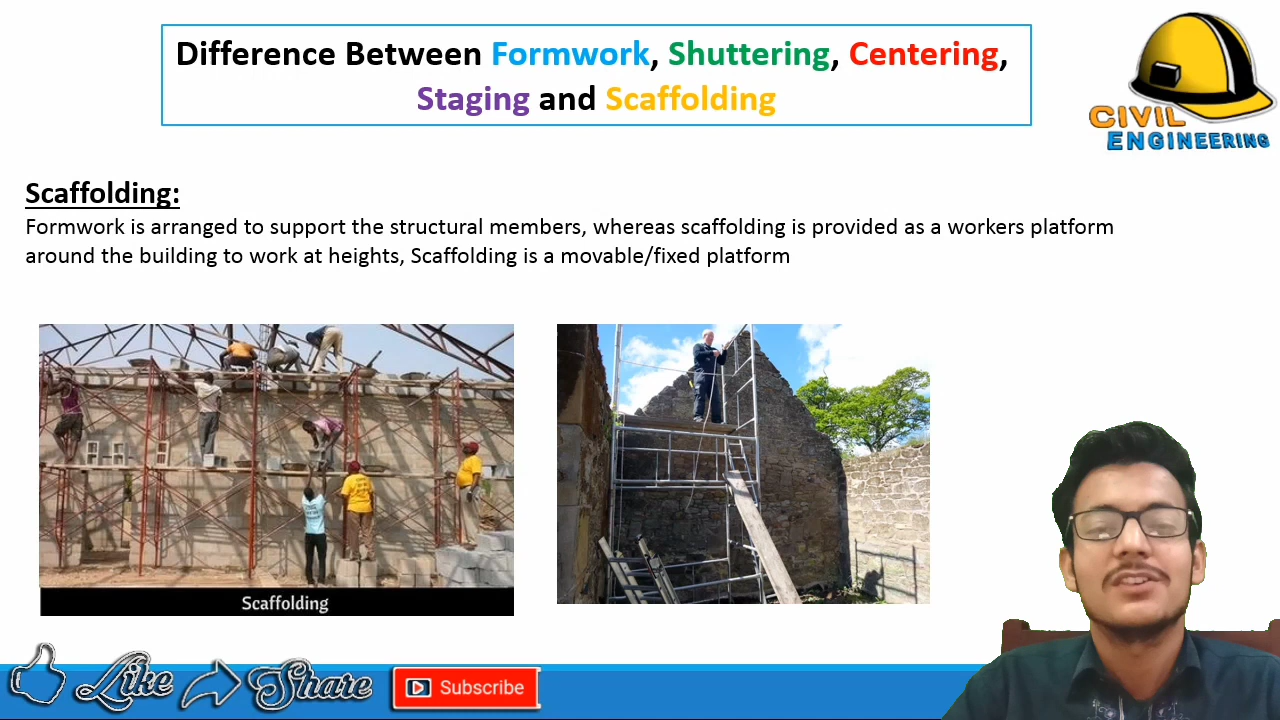 Difference Between Formwork, Shuttering, Centering,
Staging and Scaffolding
CIVIL
ENGINEERING
Scaffolding:
Formwork is arranged to support the structural members, whereas scaffolding is provided as a workers platform
around the building to work at heights, Scaffolding is a movable/fixed platform
Scaffolding
Like
Share
Subscribe